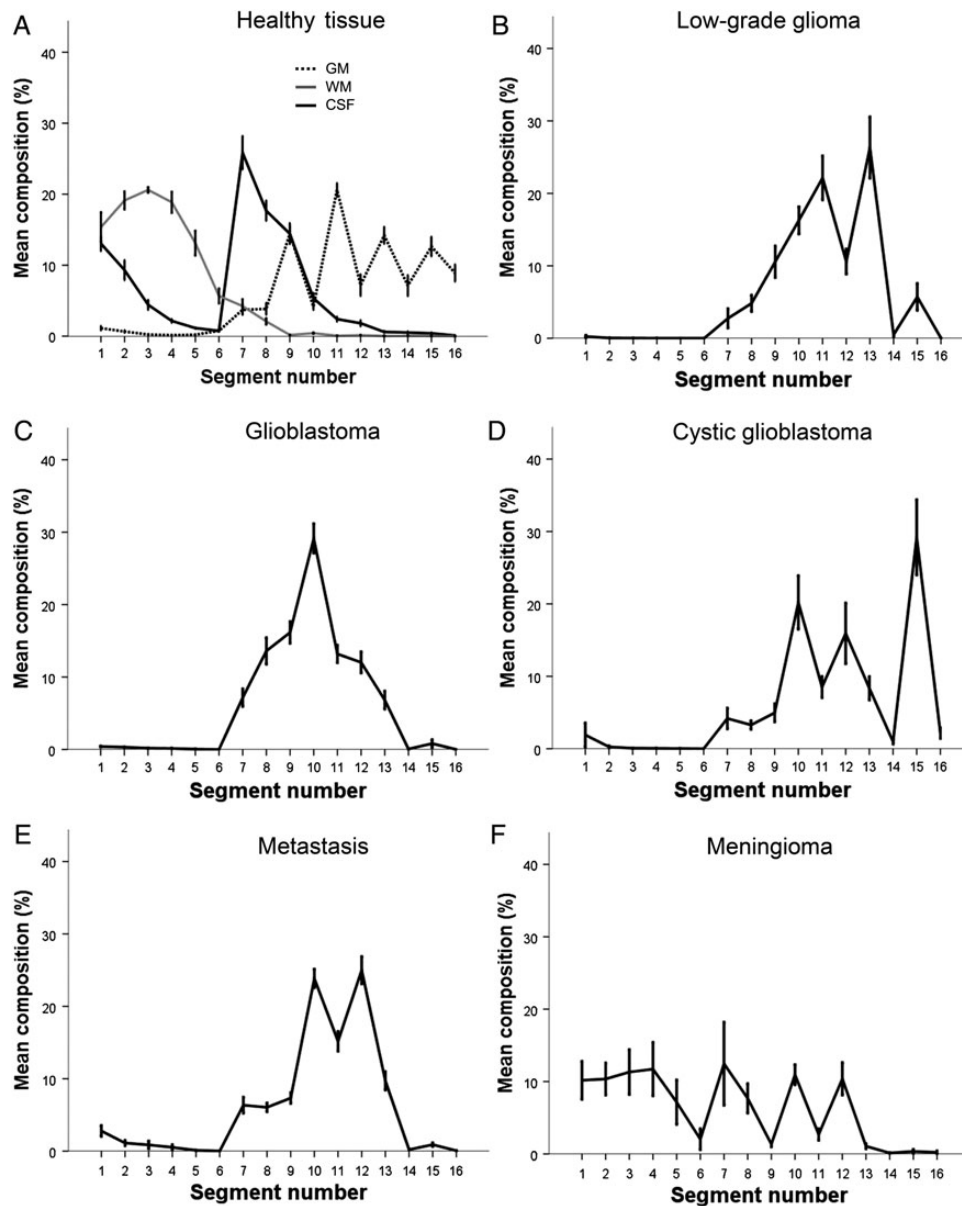 A
Healthy tissue
Mean composition (%)
40
30
20
10
0
GM
WM
CSF
1 2 3 4 5 6 7 8 9 10 11 12 13 14 15 16
Segment number
B
Low-grade glioma
Mean composition (%)
40
30
20
10
0
1 2 3 4 5 6 7 8 9 10 11 12 13 14 15 16
Segment number
C
Glioblastoma
Mean composition (%)
40
30
20
10
0
1 2 3 4 5 6 7 8 9 10 11 12 13 14 15 16
Segment number
D
Cystic glioblastoma
Mean composition (%)
40
30
20
10
0
1 2 3 4 5 6 7 8 9 10 11 12 13 14 15 16
Segment number
E
Metastasis
Mean composition (%)
40
30
20
10
0
1 2 3 4 5 6 7 8 9 10 11 12 13 14 15 16
Segment number
F
Meningioma
Mean composition (%)
40
30
20
10
0
1 2 3 4 5 6 7 8 9 10 11 12 13 14 15 16
Segment number